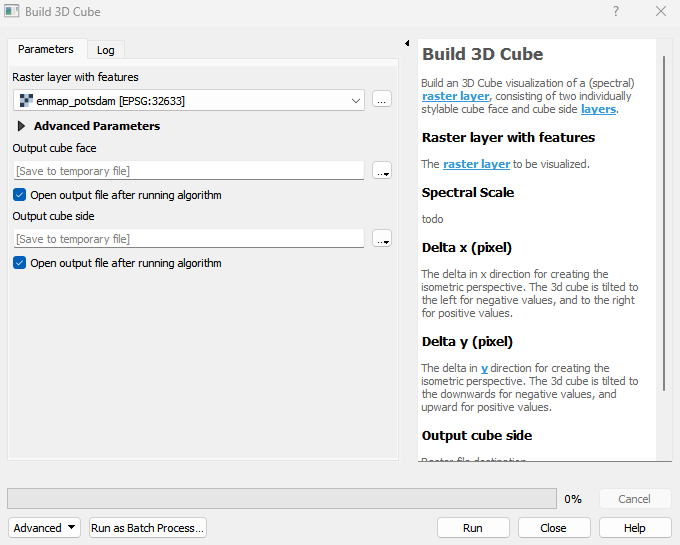 Build 3D Cube
?
Parameters
Log
Raster layer with features
enmap_potsdam [EPSG:32633]
...
Advanced Parameters
Output cube face
[Save to temporary file]
...
Open output file after running algorithm
Output cube side
[Save to temporary file]
...
Open output file after running algorithm
Build 3D Cube
Build an 3D Cube visualization of a (spectral)
raster layer, consisting of two individually
stylable cube face and cube side layers.
Raster layer with features
The raster layer to be visualized.
Spectral Scale
todo
Delta x (pixel)
The delta in x direction for creating the
isometric perspective. The 3d cube is tilted to
the left for negative values, and to the right
for positive values.
Delta y (pixel)
The delta in y direction for creating the
isometric perspective. The 3d cube is tilted to
the downwards for negative values, and
upward for positive values.
Output cube side
Raster file destination.
0%
Cancel
Advanced
Run as Batch Process...
Run
Close
Help